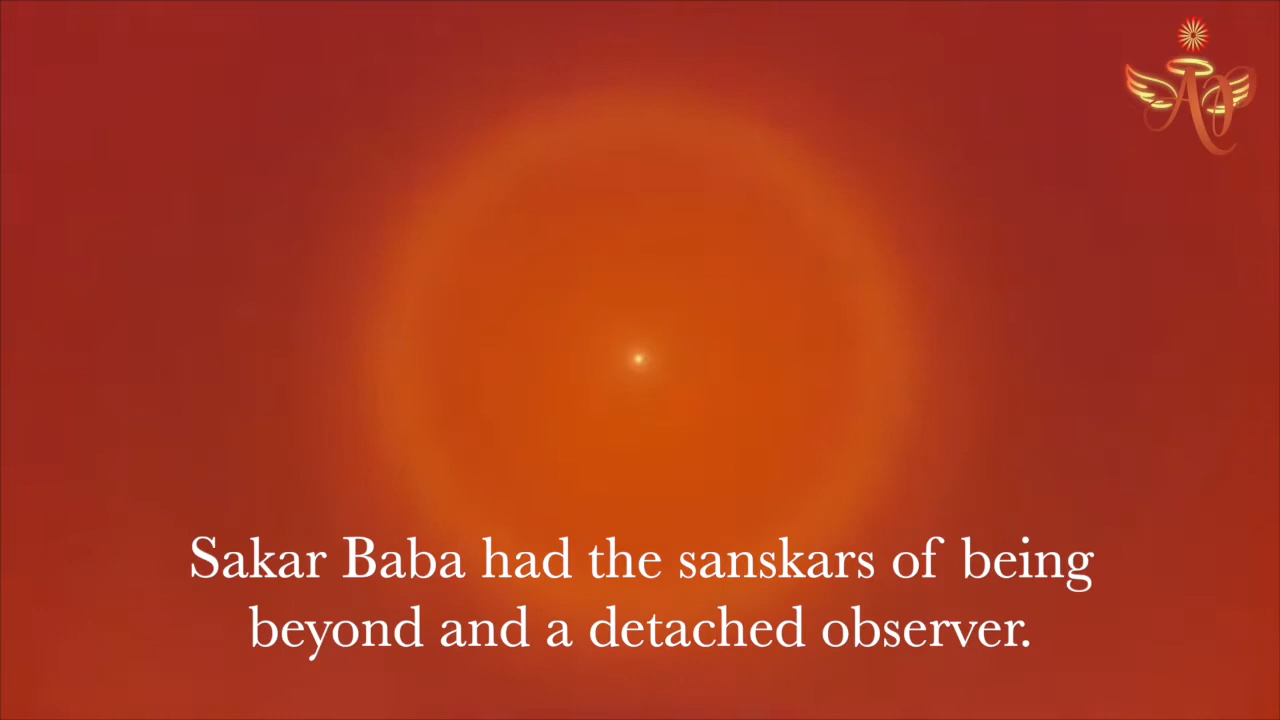 Sakar Baba had the sanskars of being
beyond and a detached observer.